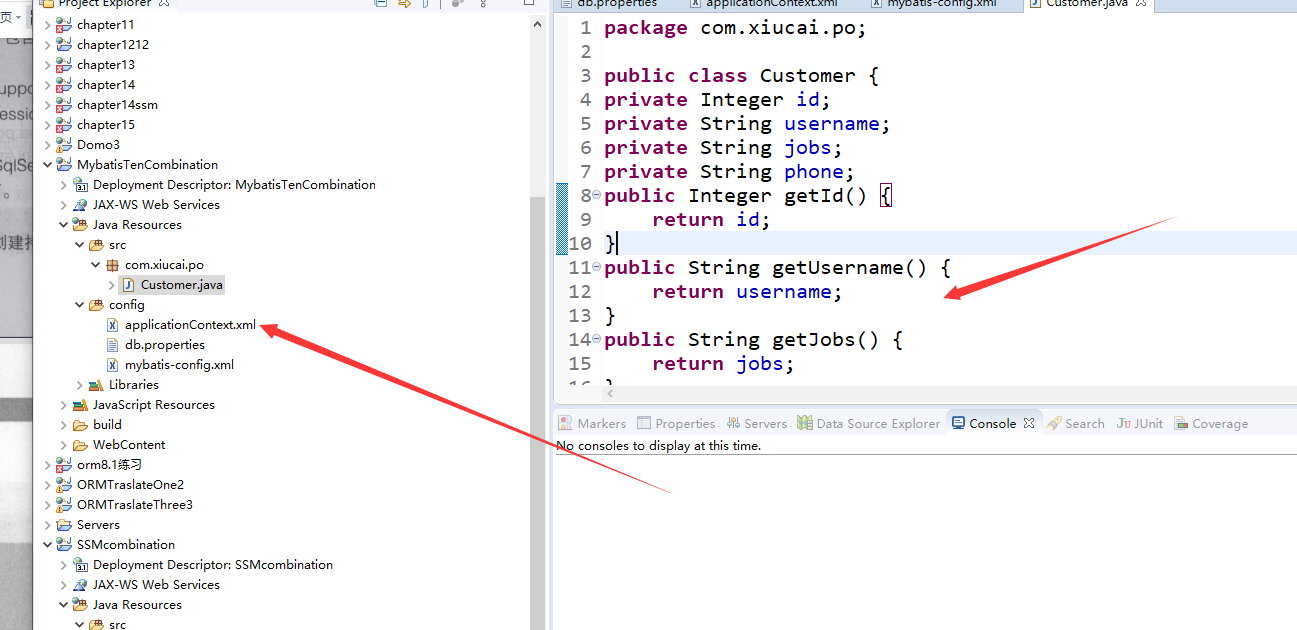 Project Explorer
chapter11
chapter1212
chapter13
chapter14
chapter14ssm
chapter15
Domo3
MybatisTenCombination
Deployment Descriptor: MybatisTenCombination
JAX-WS Web Services
Java Resources
src
com.xiucai.po
Customer.java
config
applicationContext.xml
db.properties
mybatis-config.xml
Libraries
JavaScript Resources
build
WebContent
orm8.1练习
ORMTraslateOne2
ORMTraslateThree3
Servers
SSMcombination
Deployment Descriptor: SSMcombination
JAX-WS Web Services
Java Resources
src
db.properties applicationContext.xml mybatis-config.xml Customer.java
1 package com.xiucai.po;
2
3 public class Customer {
4 private Integer id;
5 private String username;
6 private String jobs;
7 private String phone;
8 public Integer getId() {
9 return id;
10 }
11 public String getUsername() {
12 return username;
13 }
14 public String getJobs() {
15 return jobs;
16 }
Markers Properties Servers Data Source Explorer Console Search JUnit Coverage
No consoles to display at this time.